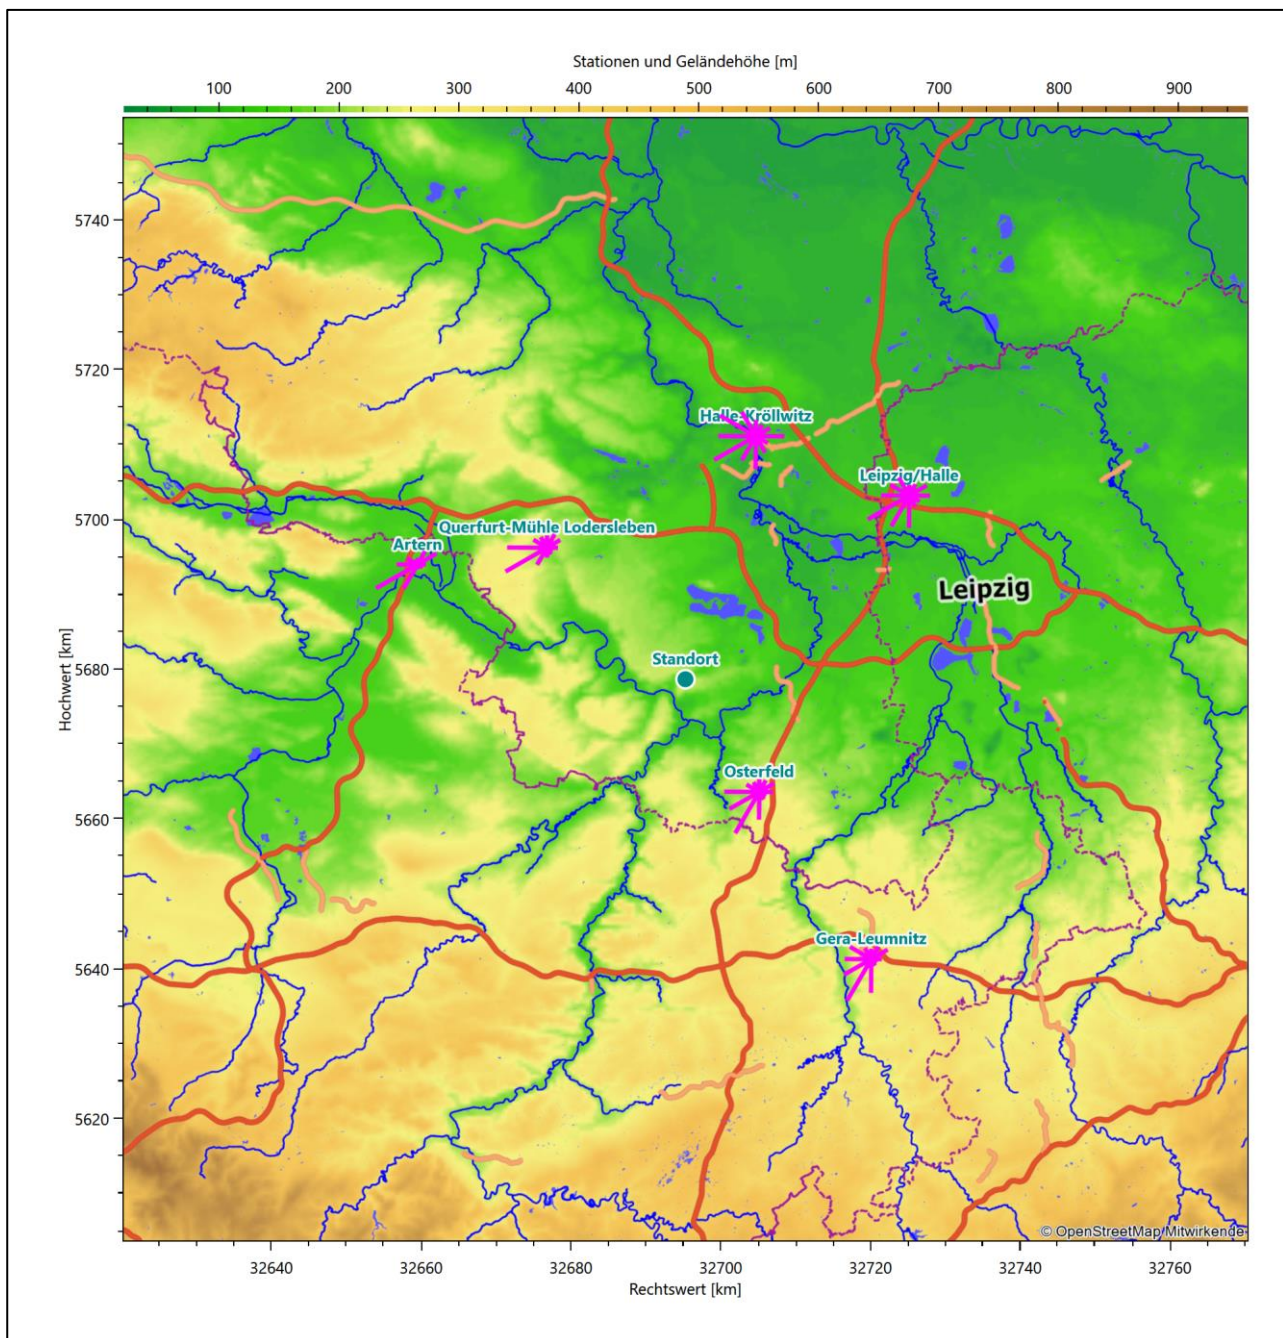 Stationen und Geländehöhe [m]
100 200 300 400 500 600 700 800 900
5740
5720
Halle-Kröllwitz
Leipzig/Halle
5700
Querfurt-Mühle Lodersleben
Artern
Leipzig
Hochwert [km]
5680
Standort
Osterfeld
5660
Gera-Leumnitz
5640
5620
© OpenStreetMap Mitwirkende
32640 32660 32680 32700 32720 32740 32760
Rechtswert [km]